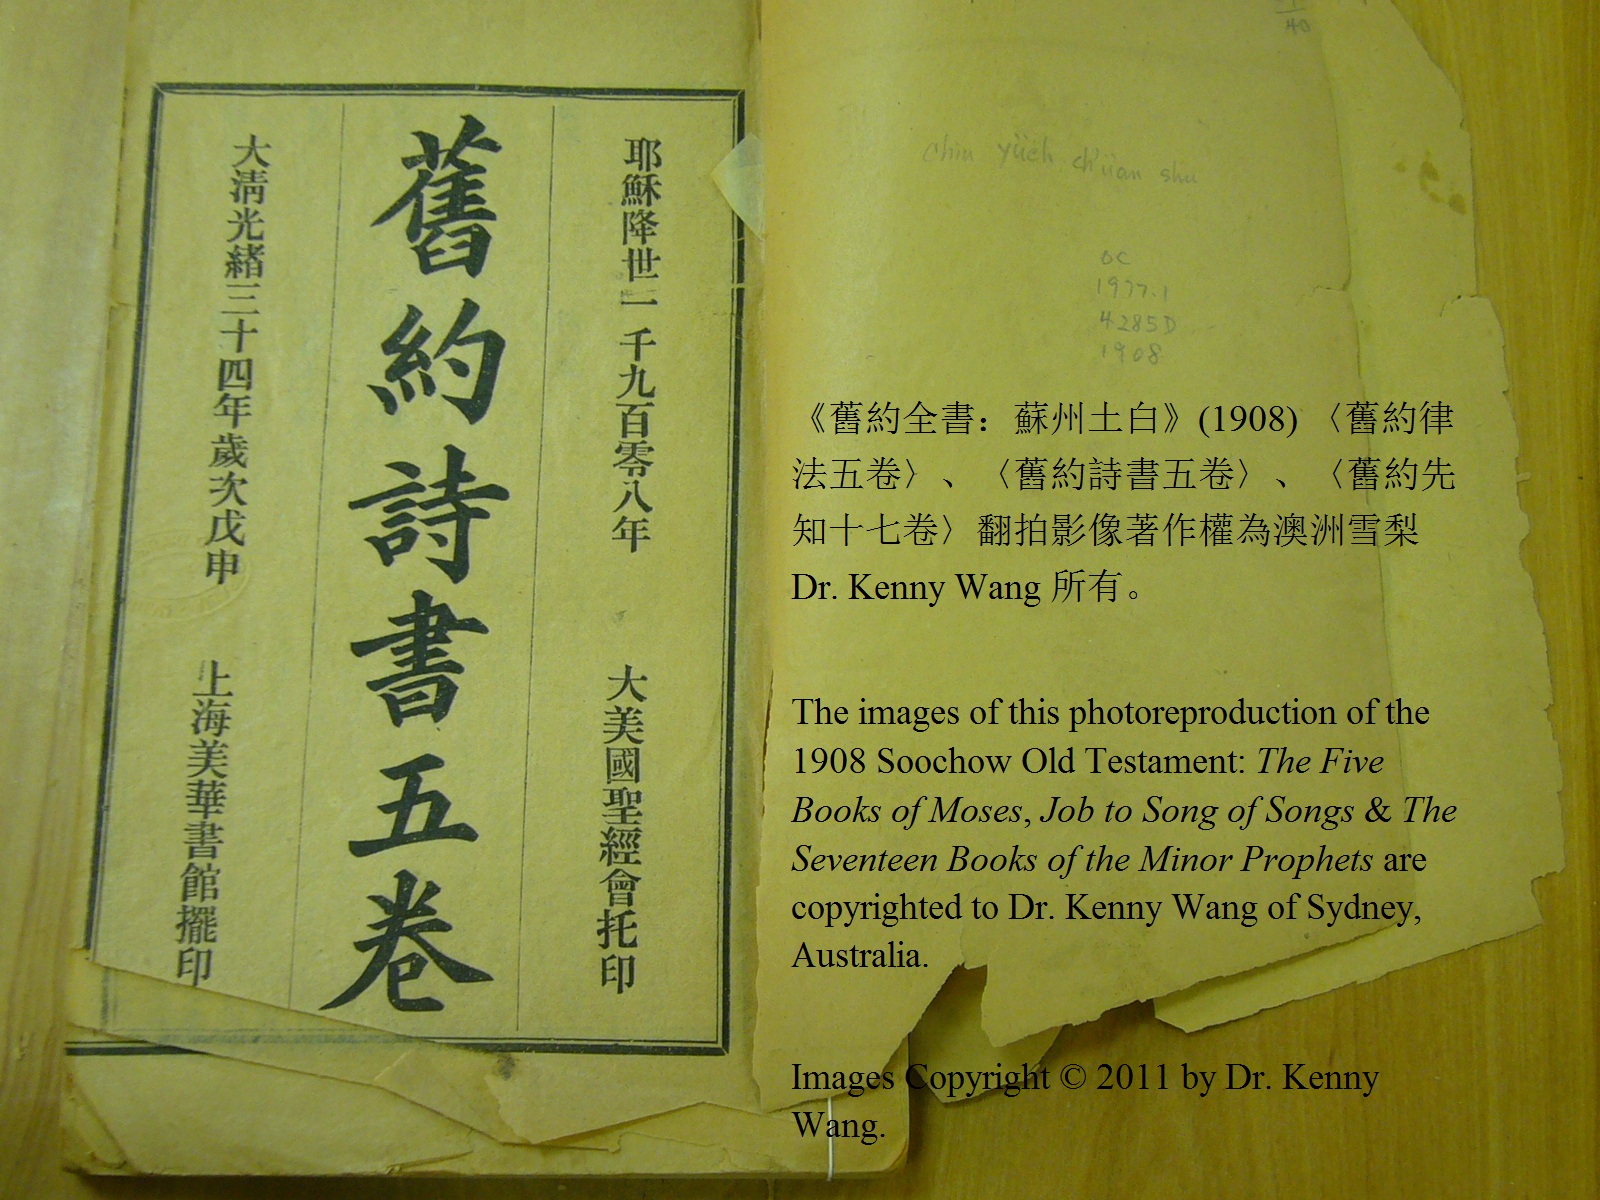 耶穌降世一千九百零八年
大美國聖經會托印
舊約詩書五卷
大淸光緖三十四年歲次戊申
上海美華書館擺印
40
Chiu yüeh ch'üan shu
OC
1977.1
4285D
1908
《舊約全書：蘇州土白》(1908) 〈舊約律
法五卷〉、〈舊約詩書五卷〉、〈舊約先
知十七卷〉翻拍影像著作權為澳洲雪梨
Dr. Kenny Wang 所有。
The images of this photoreproduction of the
1908 Soochow Old Testament: The Five
Books of Moses, Job to Song of Songs & The
Seventeen Books of the Minor Prophets are
copyrighted to Dr. Kenny Wang of Sydney,
Australia.
Images Copyright © 2011 by Dr. Kenny
Wang.